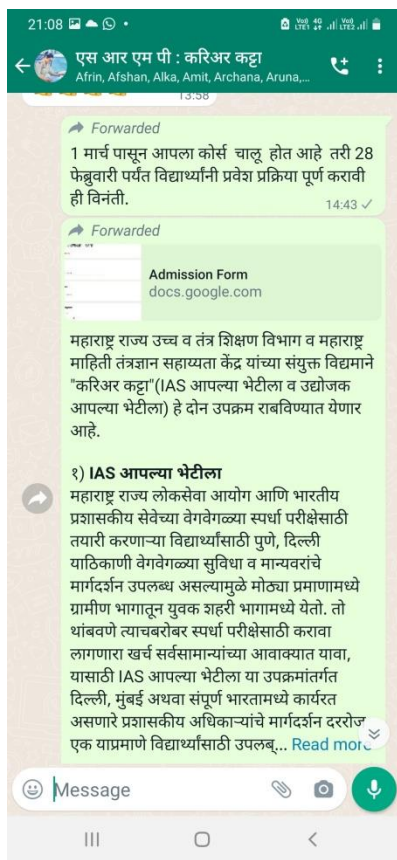 21:08
एस आर एम पी : करिअर कट्टा
Afrin, Afshan, Alka, Amit, Archana, Aruna,...
13:58
Forwarded
1 मार्च पासून आपला कोर्स चालू होत आहे तरी 28
फेब्रुवारी पर्यंत विद्यार्थ्यांनी प्रवेश प्रक्रिया पूर्ण करावी
ही विनंती.
14:43
Forwarded
Admission Form
docs.google.com
महाराष्ट्र राज्य उच्च व तंत्र शिक्षण विभाग व महाराष्ट्र
माहिती तंत्रज्ञान सहाय्यता केंद्र यांच्या संयुक्त विद्यमाने
"करिअर कट्टा"(IAS आपल्या भेटीला व उद्योजक
आपल्या भेटीला) हे दोन उपक्रम राबविण्यात येणार
आहे.
१) IAS आपल्या भेटीला
महाराष्ट्र राज्य लोकसेवा आयोग आणि भारतीय
प्रशासकीय सेवेच्या वेगवेगळ्या स्पर्धा परीक्षेसाठी
तयारी करणाऱ्या विद्यार्थ्यांसाठी पुणे, दिल्ली
याठिकाणी वेगवेगळ्या सुविधा व मान्यवरांचे
मार्गदर्शन उपलब्ध असल्यामुळे मोठ्या प्रमाणामध्ये
ग्रामीण भागातून युवक शहरी भागामध्ये येतो. तो
थांबवणे त्याचबरोबर स्पर्धा परीक्षेसाठी करावा
लागणारा खर्च सर्वसामान्यांच्या आवाक्यात यावा,
यासाठी IAS आपल्या भेटीला या उपक्रमांतर्गत
दिल्ली, मुंबई अथवा संपूर्ण भारतामध्ये कार्यरत
असणारे प्रशासकीय अधिकाऱ्यांचे मार्गदर्शन दररोज
एक याप्रमाणे विद्यार्थ्यांसाठी उपलब्... Read more
Message